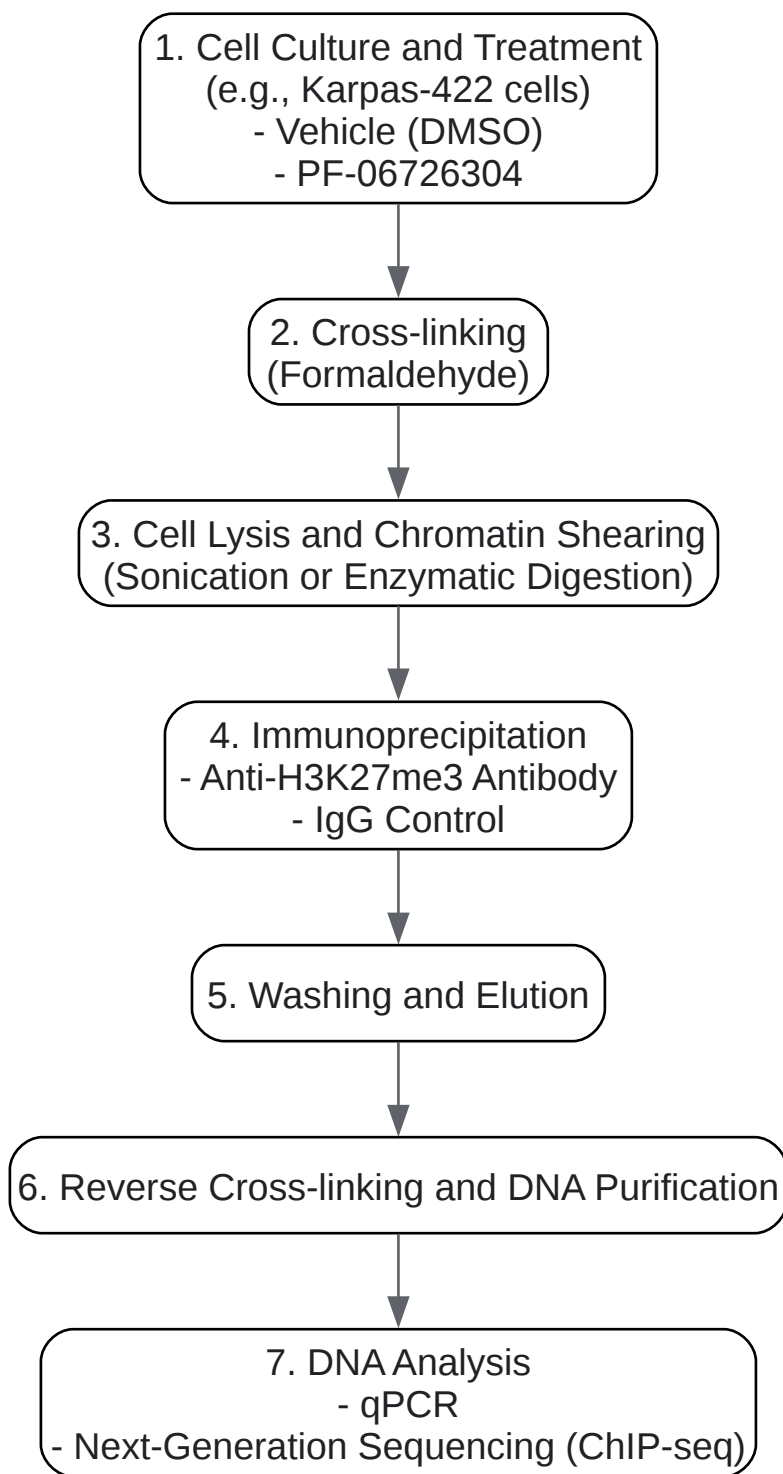 1. Cell Culture and Treatment
(e.g., Karpas-422 cells)
- Vehicle (DMSO)
- PF-06726304
2. Cross-linking
(Formaldehyde)
3. Cell Lysis and Chromatin Shearing
(Sonication or Enzymatic Digestion)
4. Immunoprecipitation
- Anti-H3K27me3 Antibody
- IgG Control
5. Washing and Elution
6. Reverse Cross-linking and DNA Purification
7. DNA Analysis
- qPCR
- Next-Generation Sequencing (ChIP-seq)